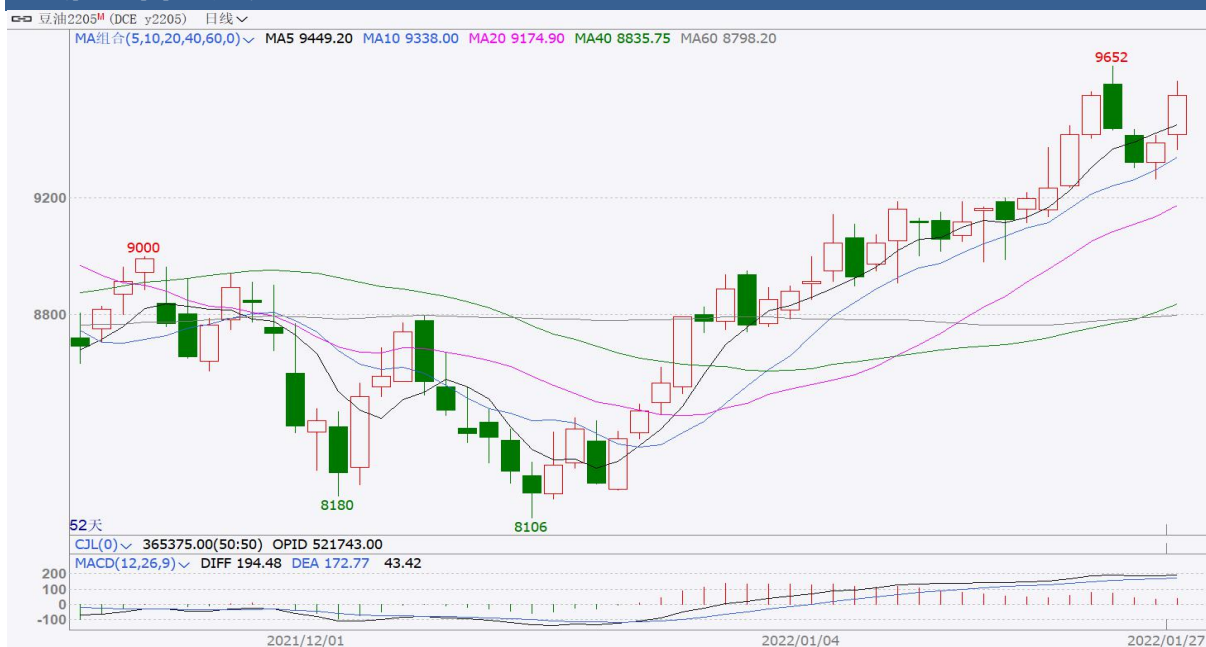 豆油2205M (DCE y2205) 日线
MA组合(5,10,20,40,60,0) MA5 9449.20 MA10 9338.00 MA20 9174.90 MA40 8835.75 MA60 8798.20
9652
9200
9000
8800
8180
8106
52天
CJL(0) 365375.00(50:50) OPID 521743.00
MACD(12,26,9) DIFF 194.48 DEA 172.77 43.42
200
100
0
-100
2021/12/01 2022/01/04 2022/01/27